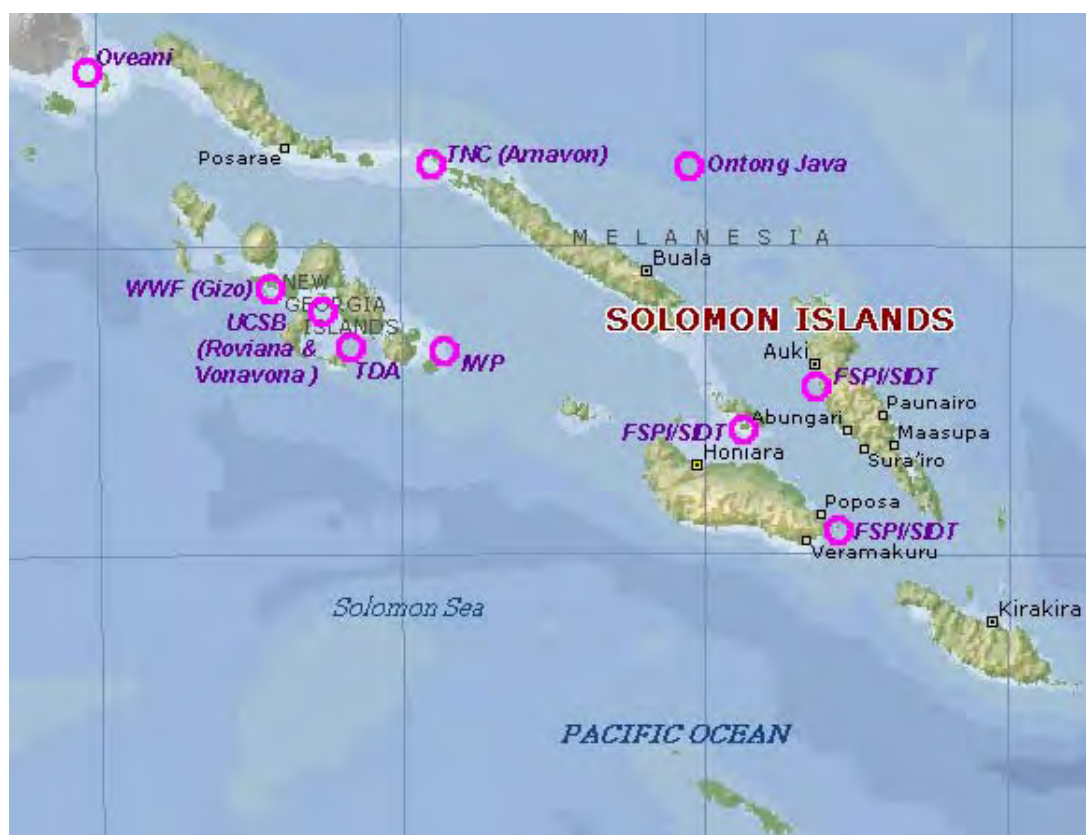 Oveani
Posarae
TNC (Arnavon)
Ontong Java
MELANESIA
Buala
WWF (Gizo)
NEW
GEORGIA
ISLANDS
UCSB
(Roviana &
Vonavona )
TDA
IWP
SOLOMON ISLANDS
Auki
FSPI/SIDT
Paunairo
Abungari
FSPI/SIDT
Maasupa
Sura'iro
Honiara
Poposa
FSPI/SIDT
Veramakuru
Solomon Sea
Kirakira
PACIFIC OCEAN